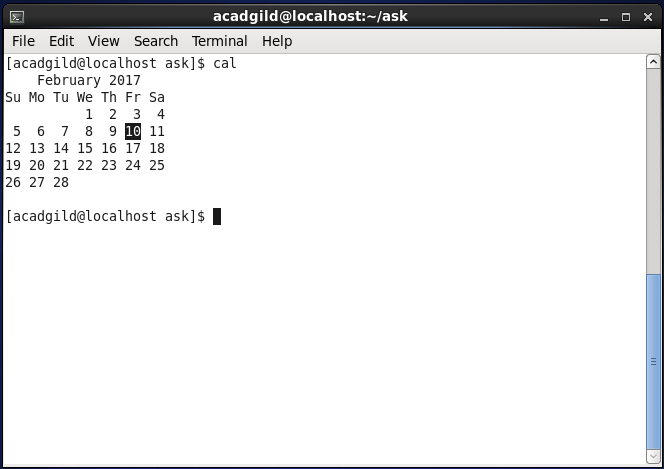 acadgild@localhost:~/ask
File Edit View Search Terminal Help
[acadgild@localhost ask]$ cal
    February 2017
Su Mo Tu We Th Fr Sa
          1  2  3  4
 5  6  7  8  9 10 11
12 13 14 15 16 17 18
19 20 21 22 23 24 25
26 27 28
[acadgild@localhost ask]$